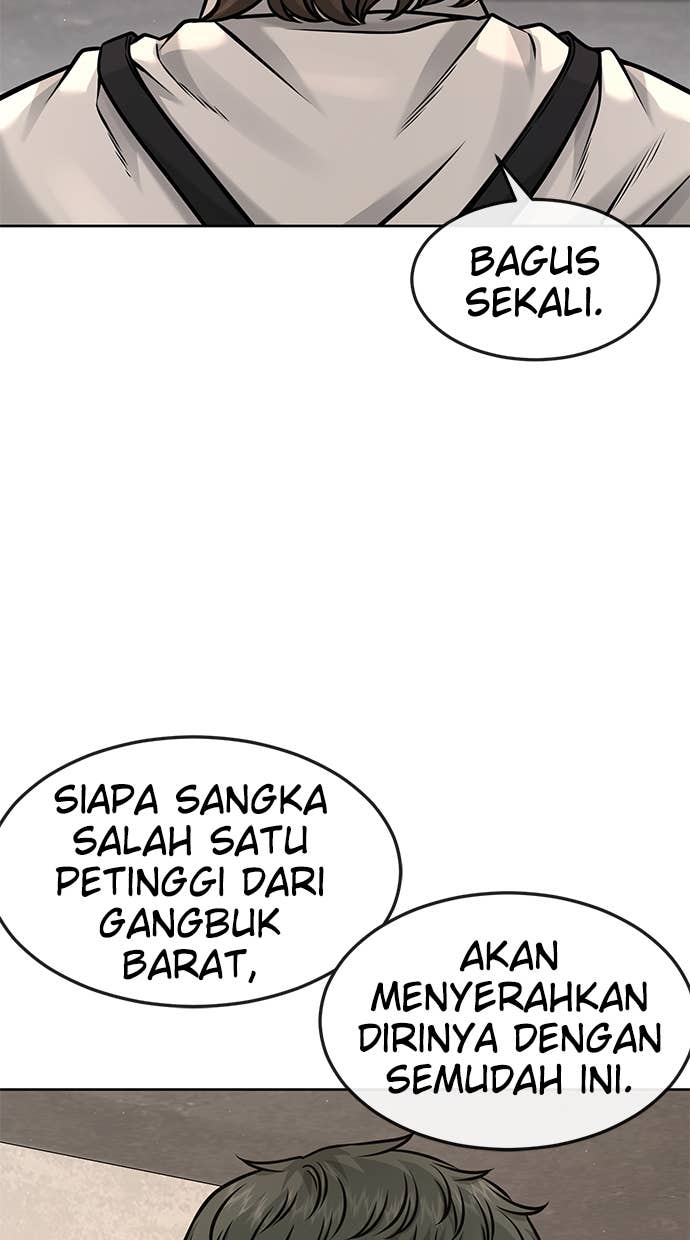 BAGUS
SEKALI.
SIAPA SANGKA
SALAH SATU
PETINGGI DARI
GANGBUK
BARAT,
AKAN
MENYERAHKAN
DIRINYA DENGAN
SEMUDAH INI.